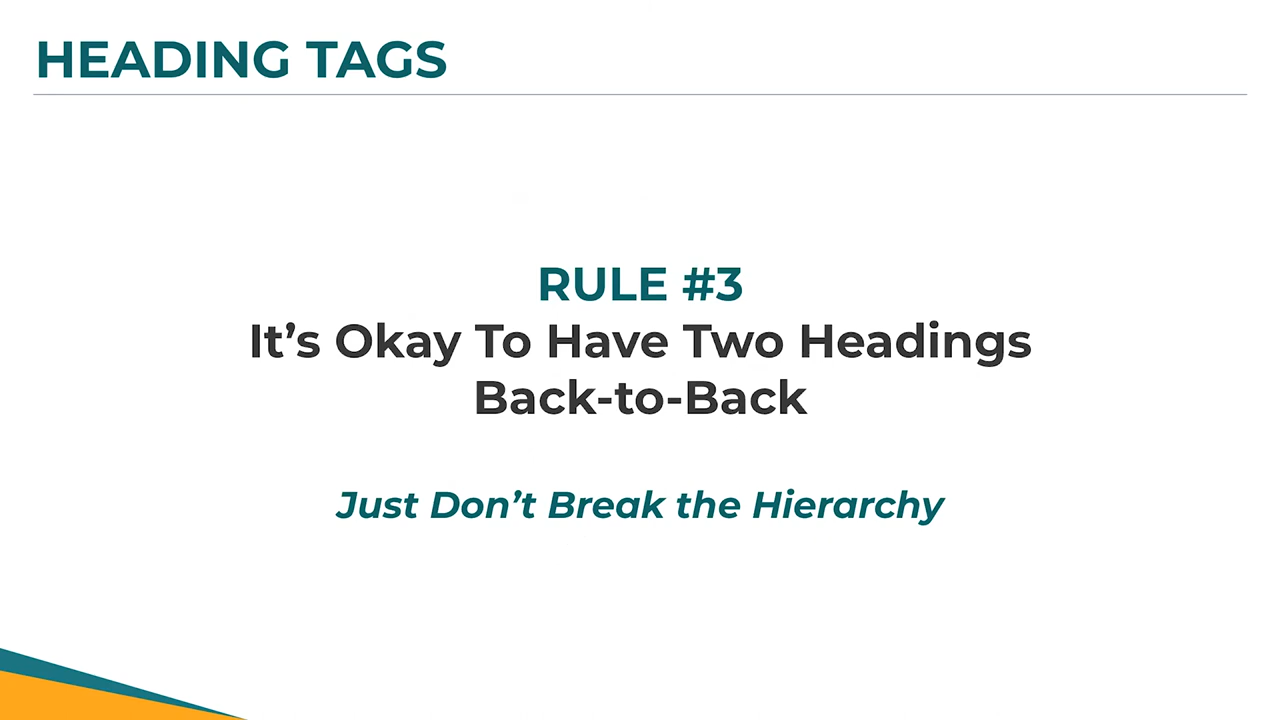 HEADING TAGS
RULE #3
It’s Okay To Have Two Headings
Back-to-Back
Just Don’t Break the Hierarchy